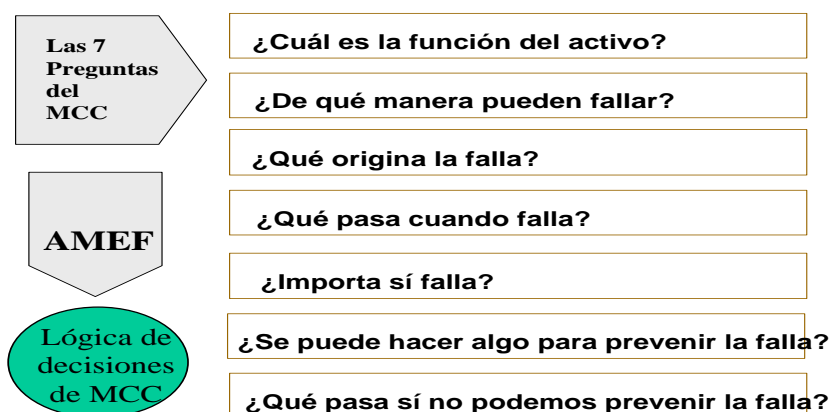 Las 7
Preguntas
del
MCC
¿Cuál es la función del activo?
¿De qué manera pueden fallar?
¿Qué origina la falla?
AMEF
¿Qué pasa cuando falla?
¿Importa sí falla?
Lógica de
decisiones
de MCC
¿Se puede hacer algo para prevenir la falla?
¿Qué pasa sí no podemos prevenir la falla?